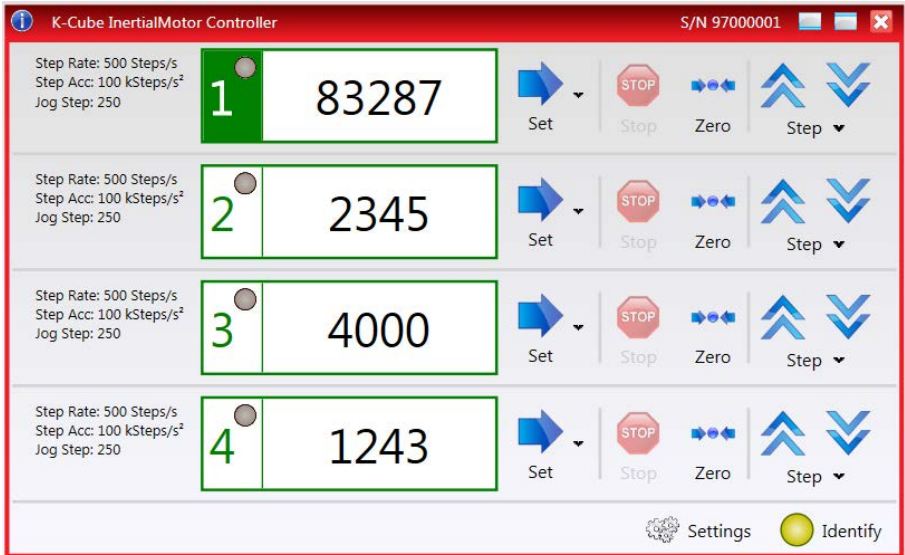 K-Cube InertialMotor Controller S/N 97000001
Step Rate: 500 Steps/s
Step Acc: 100 kSteps/s²
Jog Step: 250
1 83287 Set STOP Stop Zero Step
Step Rate: 500 Steps/s
Step Acc: 100 kSteps/s²
Jog Step: 250
2 2345 Set STOP Stop Zero Step
Step Rate: 500 Steps/s
Step Acc: 100 kSteps/s²
Jog Step: 250
3 4000 Set STOP Stop Zero Step
Step Rate: 500 Steps/s
Step Acc: 100 kSteps/s²
Jog Step: 250
4 1243 Set STOP Stop Zero Step
Settings Identify